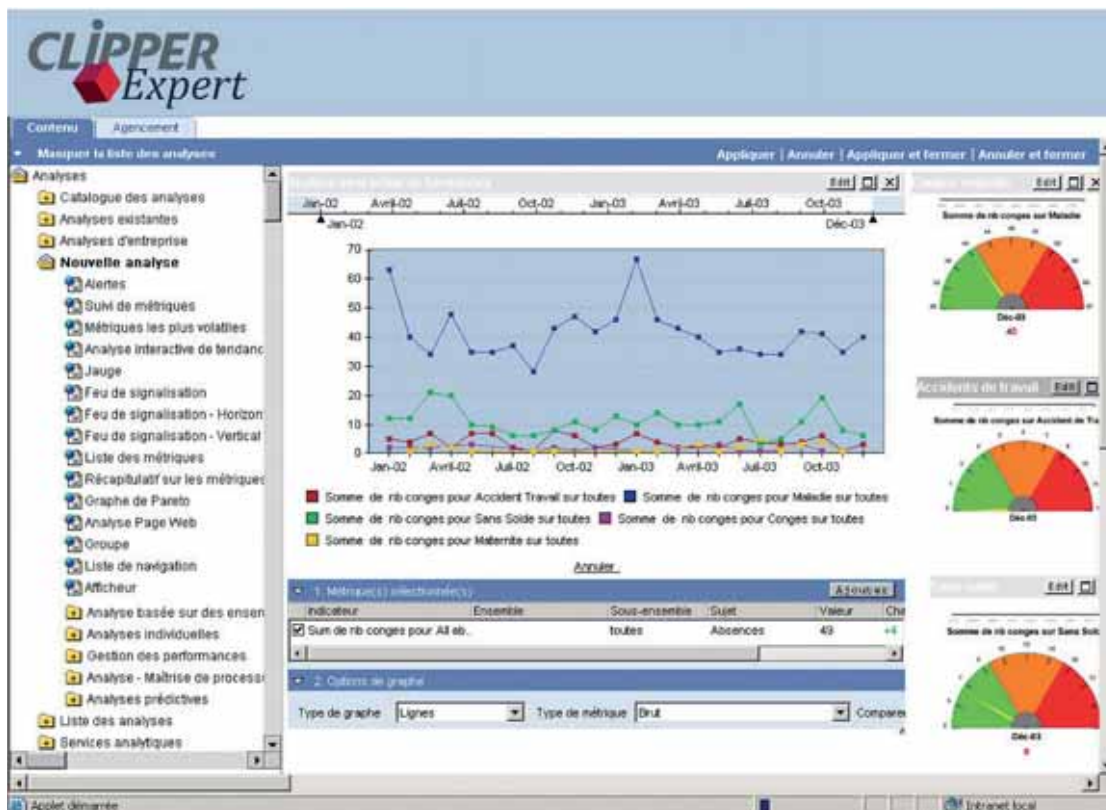 CLiPPER
Expert
Contenu
Agencement
Masquer la liste des analyses
Appliquer | Annuler | Appliquer et fermer | Annuler et fermer
Analyses
Catalogue des analyses
Analyses existantes
Analyses d'entreprise
Nouvelle analyse
Alertes
Suivi de métriques
Métriques les plus volatiles
Analyse interactive de tendanc
Jauge
Feu de signalisation
Feu de signalisation - Horizon
Feu de signalisation - Vertical
Liste des métriques
Récapitulatif sur les métriques
Graphe de Pareto
Analyse Page Web
Groupe
Liste de navigation
Afficheur
Analyse basée sur des ensen
Analyses individuelles
Gestion des performances
Analyse - Maîtrise de process
Analyses prédictives
Liste des analyses
Services analytiques
Edit
Jan-02 Avril-02 Jul-02 Oct-02 Jan-03 Avril-03 Jul-03 Oct-03
Jan-02 Déc-03
70
60
50
40
30
20
10
0
Jan-02 Avril-02 Jul-02 Oct-02 Jan-03 Avril-03 Jul-03 Oct-03
Somme de nb conges pour Accident Travail sur toutes
Somme de nb conges pour Maladie sur toutes
Somme de nb conges pour Sans Solde sur toutes
Somme de nb conges pour Conges sur toutes
Somme de nb conges pour Maternite sur toutes
Annuler
1. Métrique(s) sélectionnée(s)
Ajouter
Indicateur Ensemble Sous-ensemble Sujet Valeur Cha
Sum de nb conges pour All ab.. toutes Absences 49 +4
2. Options de graphe
Type de graphe Lignes Type de métrique Brut Compare
Edit
Somme de nb conges sur Maladie
Déc-03
40
Accidents de travail Edit
Somme de nb conges sur Accident de Tra
Déc-03
Edit
Somme de nb conges sur Sans Sold
Déc-03
Applet démarrée
Intranet local